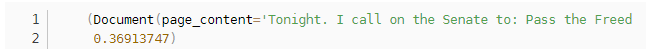 1 (Document(page_content='Tonight. I call on the Senate to: Pass the Freed
2 0.36913747)